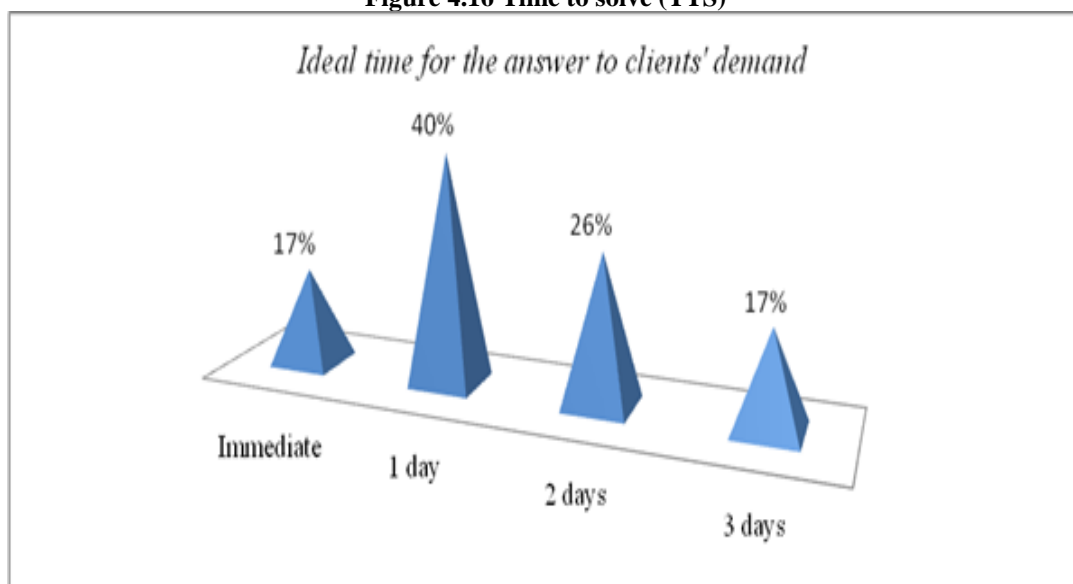 Figure 4.16 Time to solve (TTS)
Ideal time for the answer to clients' demand
40%
17%
26%
17%
Immediate
1 day
2 days
3 days